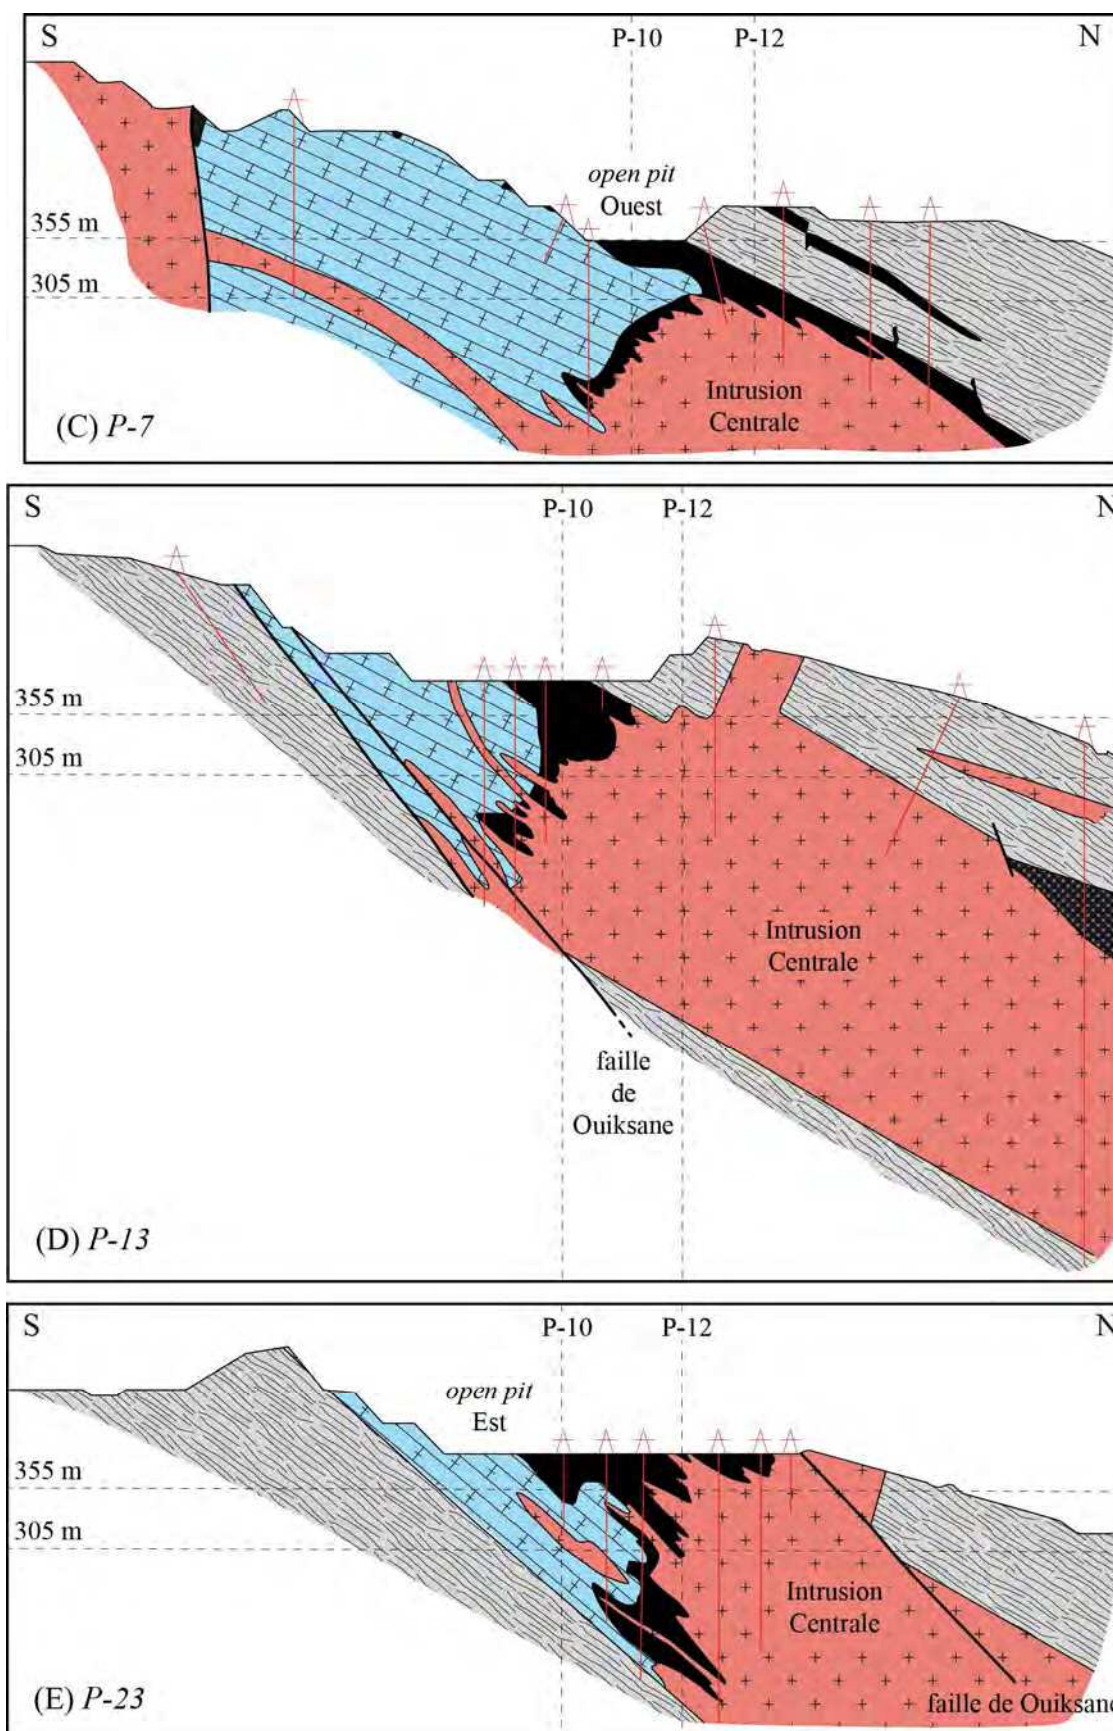 S
P-10
P-12
N
open pit
Ouest
355 m
305 m
Intrusion
Centrale
(C) P-7
S
P-10
P-12
N
355 m
305 m
Intrusion
Centrale
faille
de
Ouiksane
(D) P-13
S
P-10
P-12
N
open pit
Est
355 m
305 m
Intrusion
Centrale
(E) P-23
faille de Ouiksane